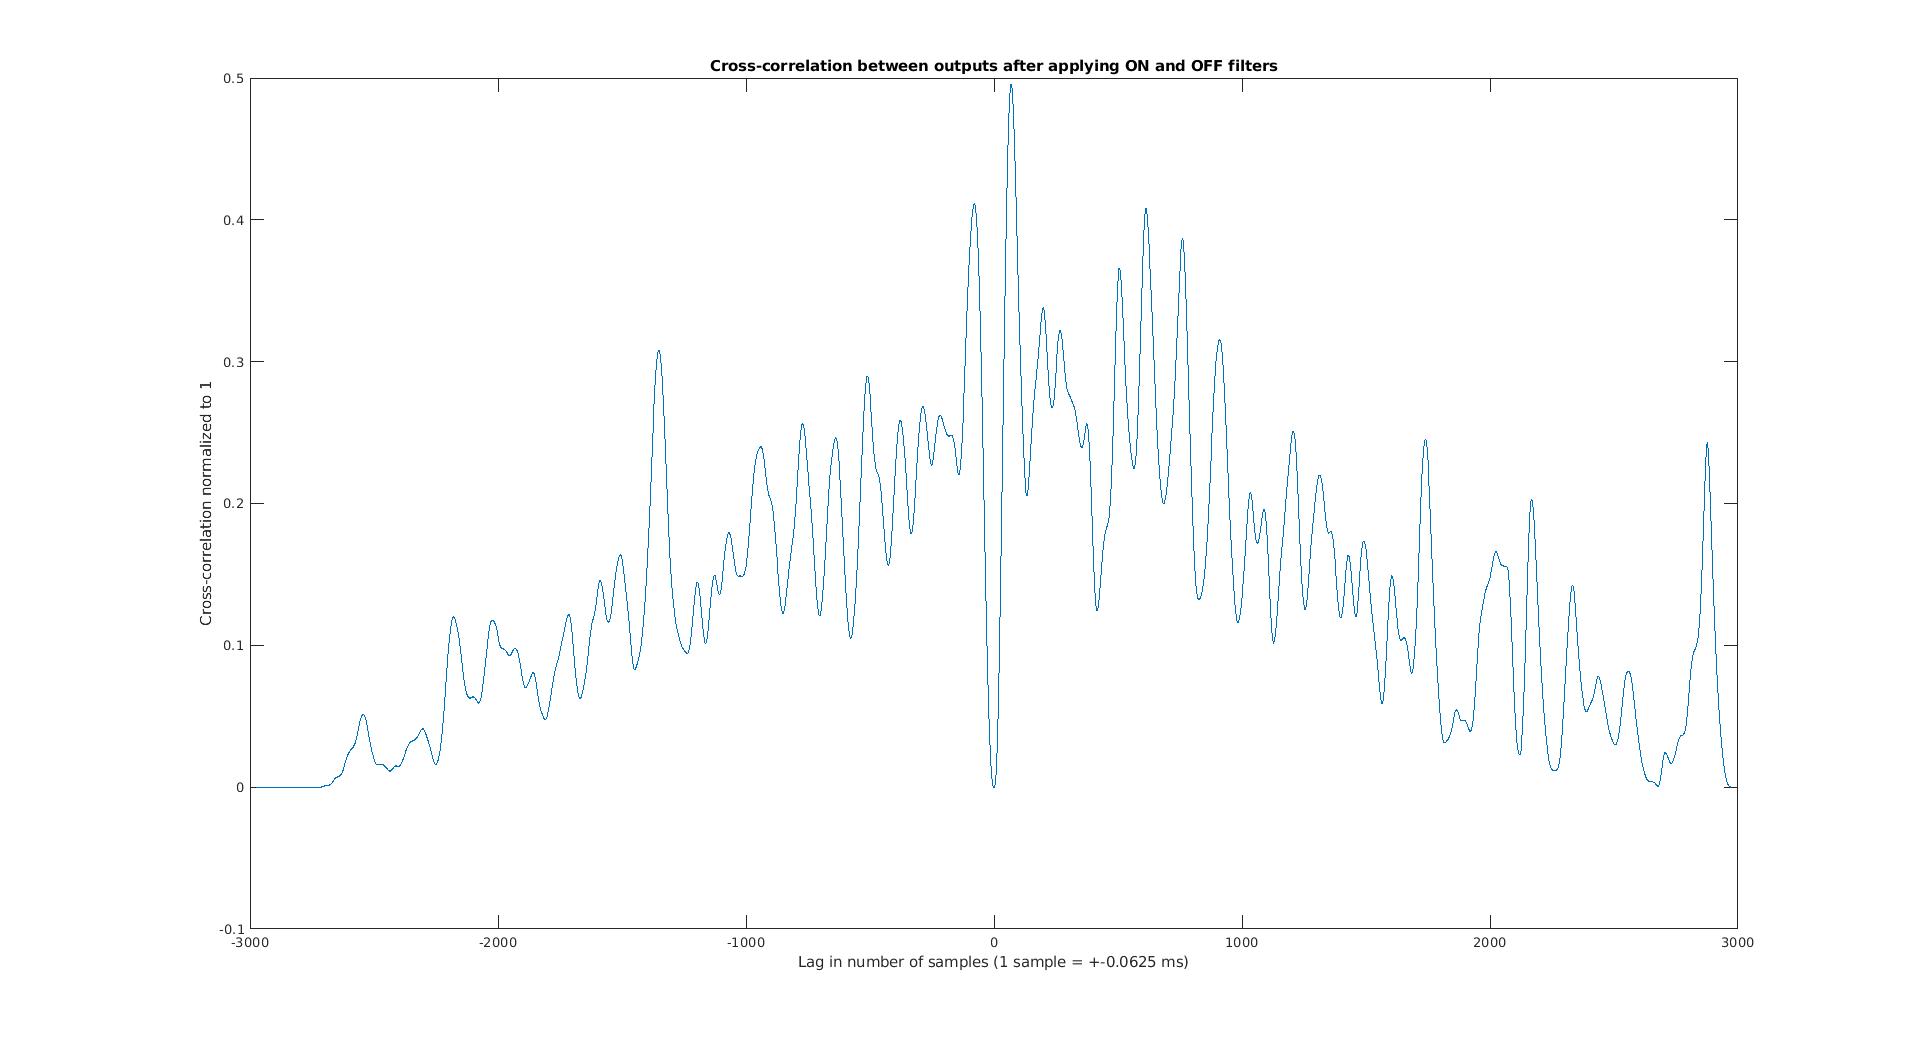 Cross-correlation between outputs after applying ON and OFF filters
0.5
0.4
0.3
0.2
0.1
0
-0.1
Cross-correlation normalized to 1
-3000 -2000 -1000 0 1000 2000 3000
Lag in number of samples (1 sample = +-0.0625 ms)